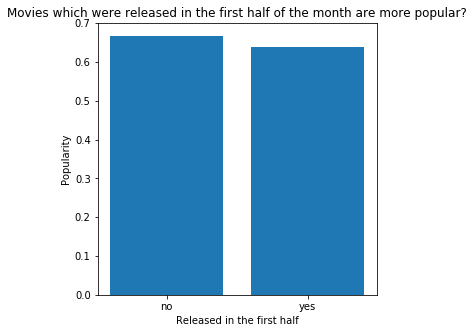 Movies which were released in the first half of the month are more popular?
0.7
0.6
0.5
0.4
0.3
0.2
0.1
0.0
Popularity
no yes
Released in the first half